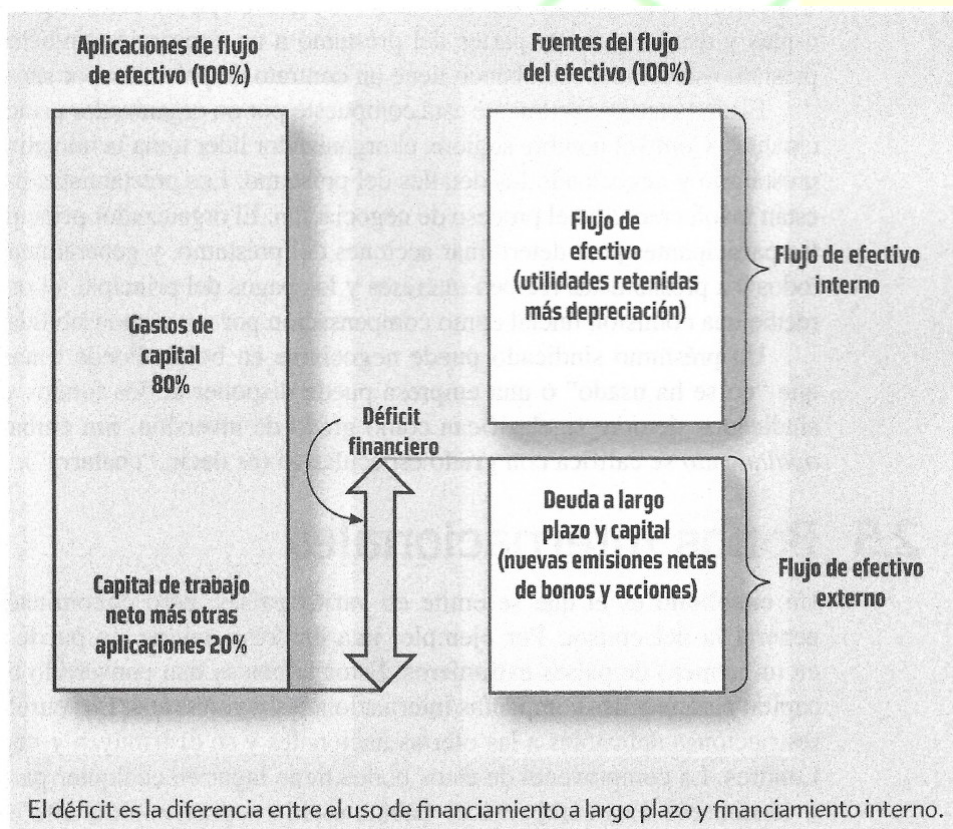 Aplicaciones de flujo
de efectivo (100%)
Fuentes del flujo
del efectivo (100%)
Gastos de
capital
80%
Capital de trabajo
neto más otras
aplicaciones 20%
Déficit
financiero
Flujo de
efectivo
(utilidades retenidas
más depreciación)
Flujo de efectivo
interno
Deuda a largo
plazo y capital
(nuevas emisiones netas
de bonos y acciones)
Flujo de efectivo
externo
El déficit es la diferencia entre el uso de financiamiento a largo plazo y financiamiento interno.